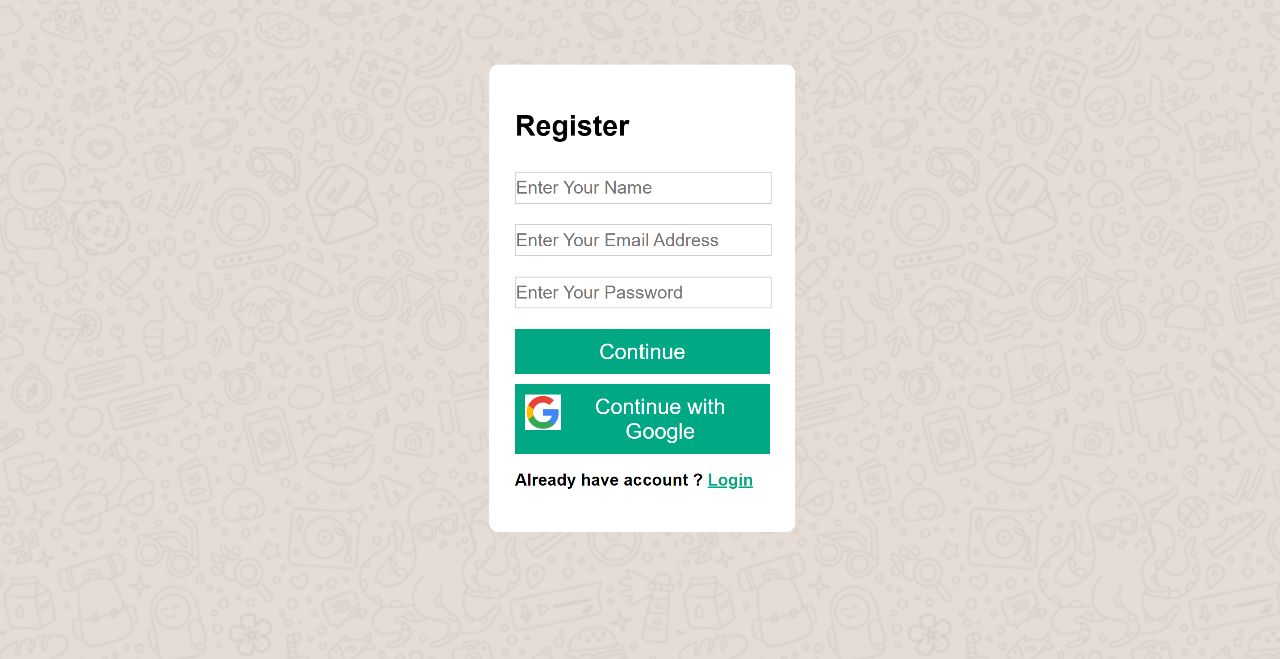 Register
Enter Your Name
Enter Your Email Address
Enter Your Password
Continue
Continue with
Google
Already have account ? Login